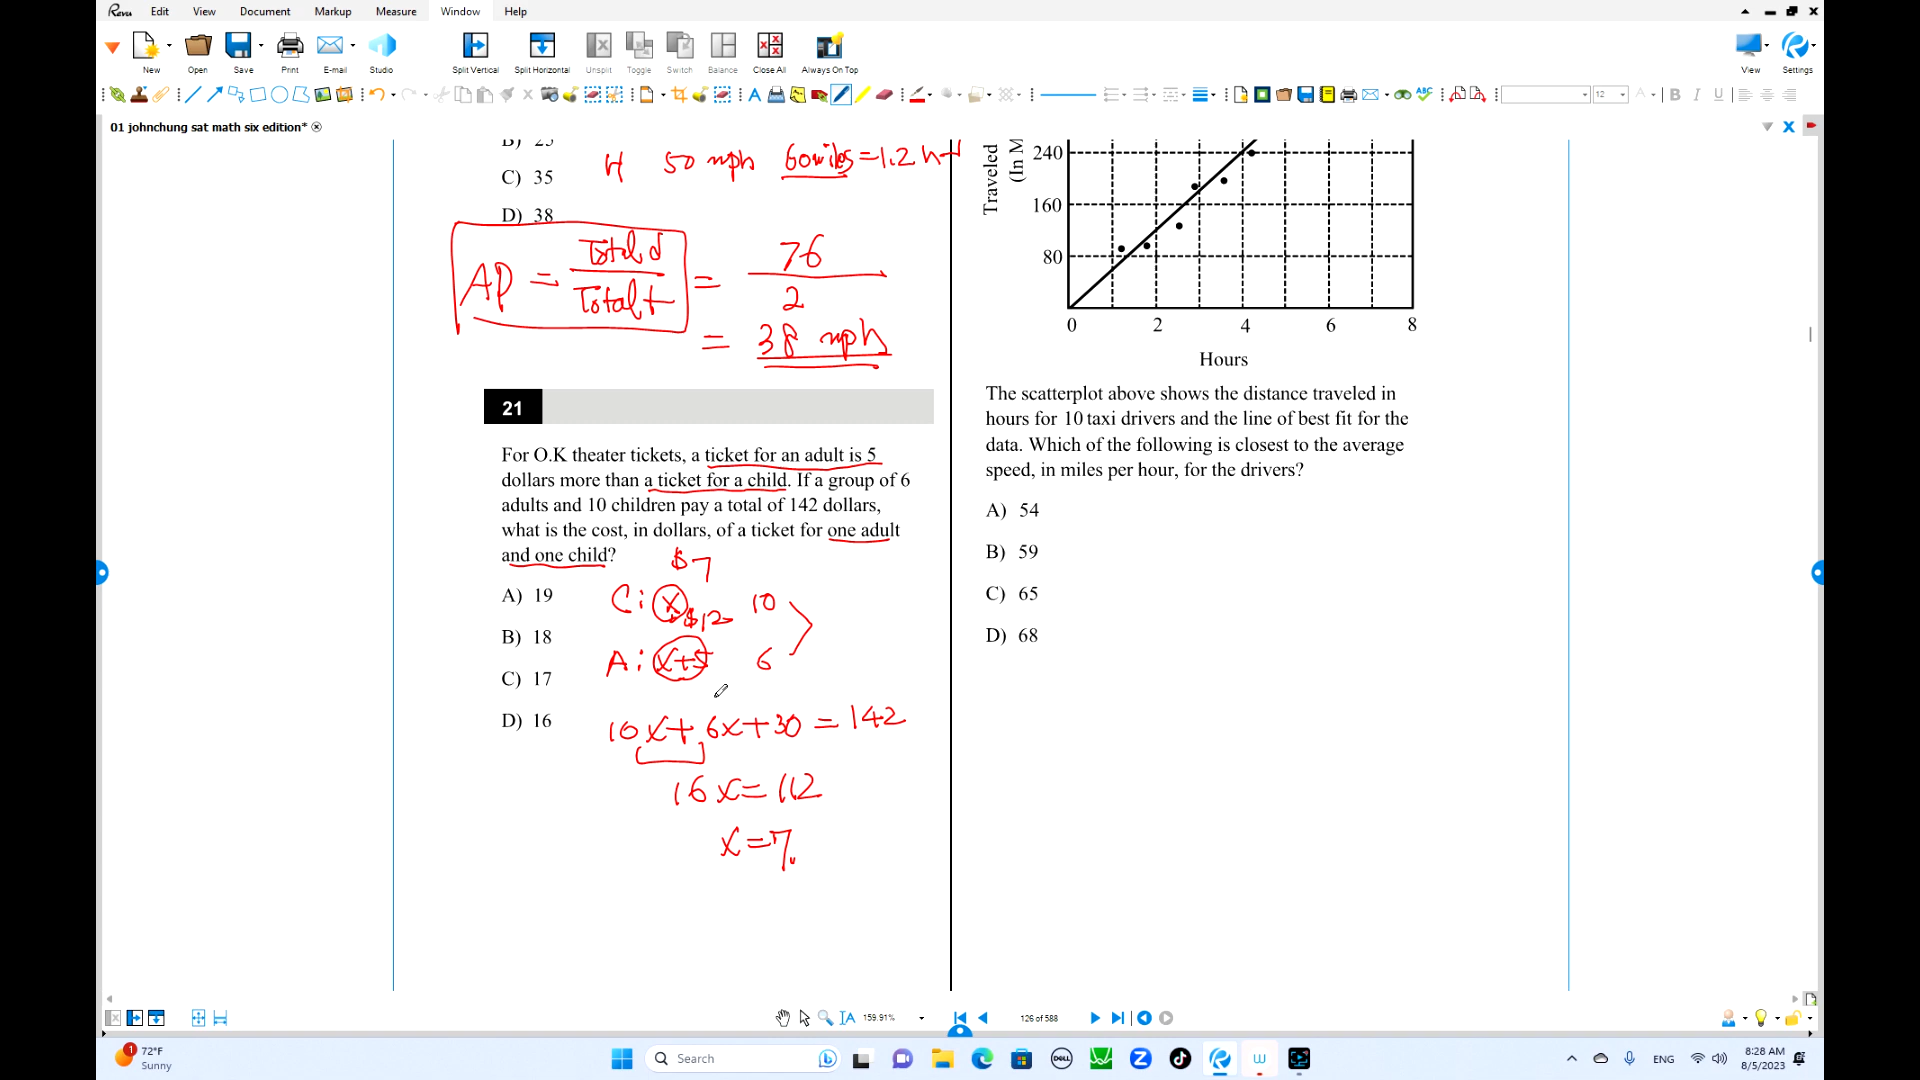 Revu Edit View Document Markup Measure Window Help
New Open Save Print E-mail Studio Split Vertical Split Horizontal Unsplit Toggle Switch Balance Close All Always On Top View Settings
12
01 johnchung sat math six edition*
B) 25
C) 35
D) 38
H 50 mph 60 miles = 1.2 hr
AP = Total d / Total t = 76 / 2
= 38 mph
21
For O.K theater tickets, a ticket for an adult is 5
dollars more than a ticket for a child. If a group of 6
adults and 10 children pay a total of 142 dollars,
what is the cost, in dollars, of a ticket for one adult
and one child?
A) 19
B) 18
C) 17
D) 16
$7
C: x 10
$12
A: x+5 6
10x+6x+30=142
16x=112
x=7
Traveled
(In M
240
160
80
0 2 4 6 8
Hours
The scatterplot above shows the distance traveled in
hours for 10 taxi drivers and the line of best fit for the
data. Which of the following is closest to the average
speed, in miles per hour, for the drivers?
A) 54
B) 59
C) 65
D) 68
159.91% 126 of 588
1 72°F
Sunny
Search
DELL
ENG
8:28 AM
8/5/2023